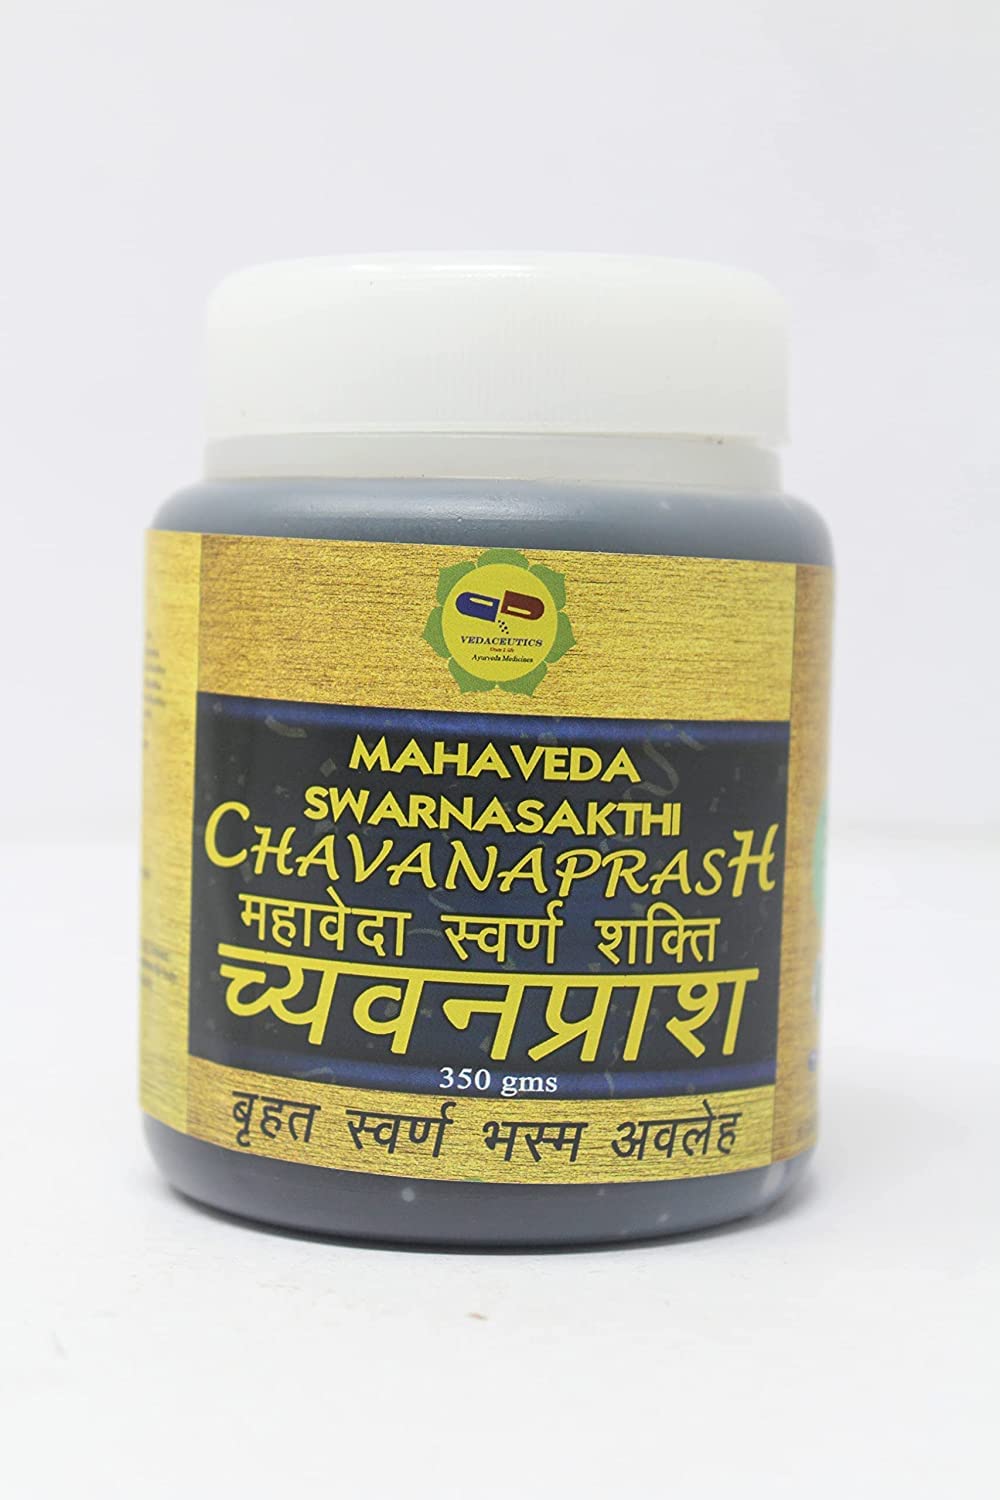 VEDACEUTICS
Ayurveda Medicines
MAHAVEDA
SWARNASAKTHI
CHAVANAPRASH
महावेदा स्वर्ण शक्ति
च्यवनप्राश
350 gms
बृहत स्वर्ण भस्म अवलेह